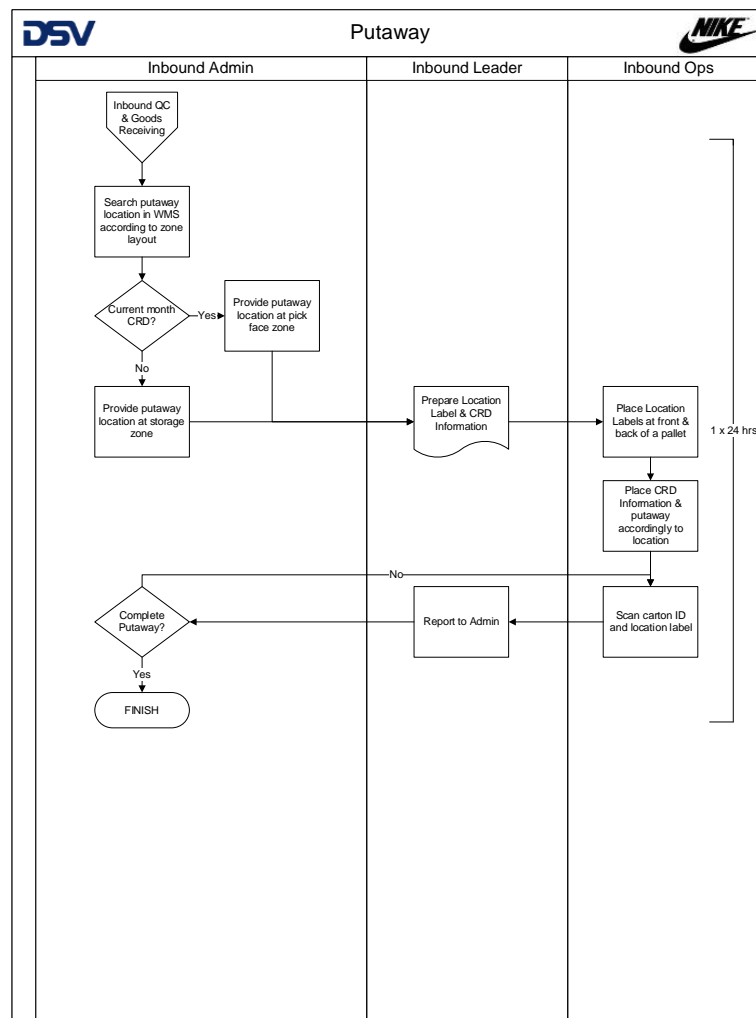 DSV
Putaway
NIKE
Inbound Admin
Inbound Leader
Inbound Ops
Inbound QC
& Goods
Receiving
Search putaway
location in WMS
according to zone
layout
Current month
CRD?
Yes
Provide putaway
location at pick
face zone
No
Provide putaway
location at storage
zone
Prepare Location
Label & CRD
Information
Place Location
Labels at front &
back of a pallet
1 x 24 hrs
Place CRD
Information &
putaway
accordingly to
location
No
Complete
Putaway?
Report to Admin
Scan carton ID
and location label
Yes
FINISH